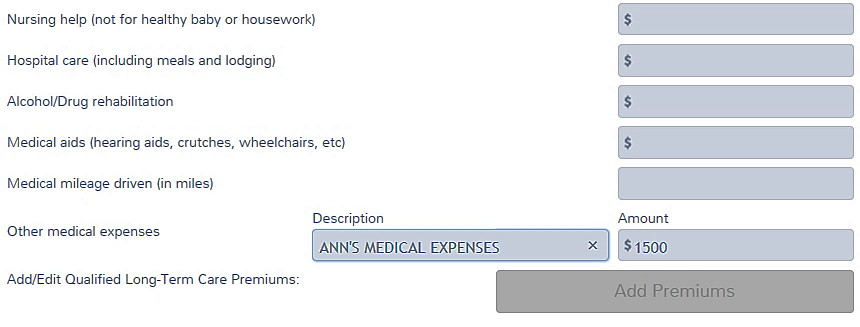 Nursing help (not for healthy baby or housework) $
Hospital care (including meals and lodging) $
Alcohol/Drug rehabilitation $
Medical aids (hearing aids, crutches, wheelchairs, etc) $
Medical mileage driven (in miles)
Description Amount
Other medical expenses ANN'S MEDICAL EXPENSES × $ 1500
Add/Edit Qualified Long-Term Care Premiums: Add Premiums